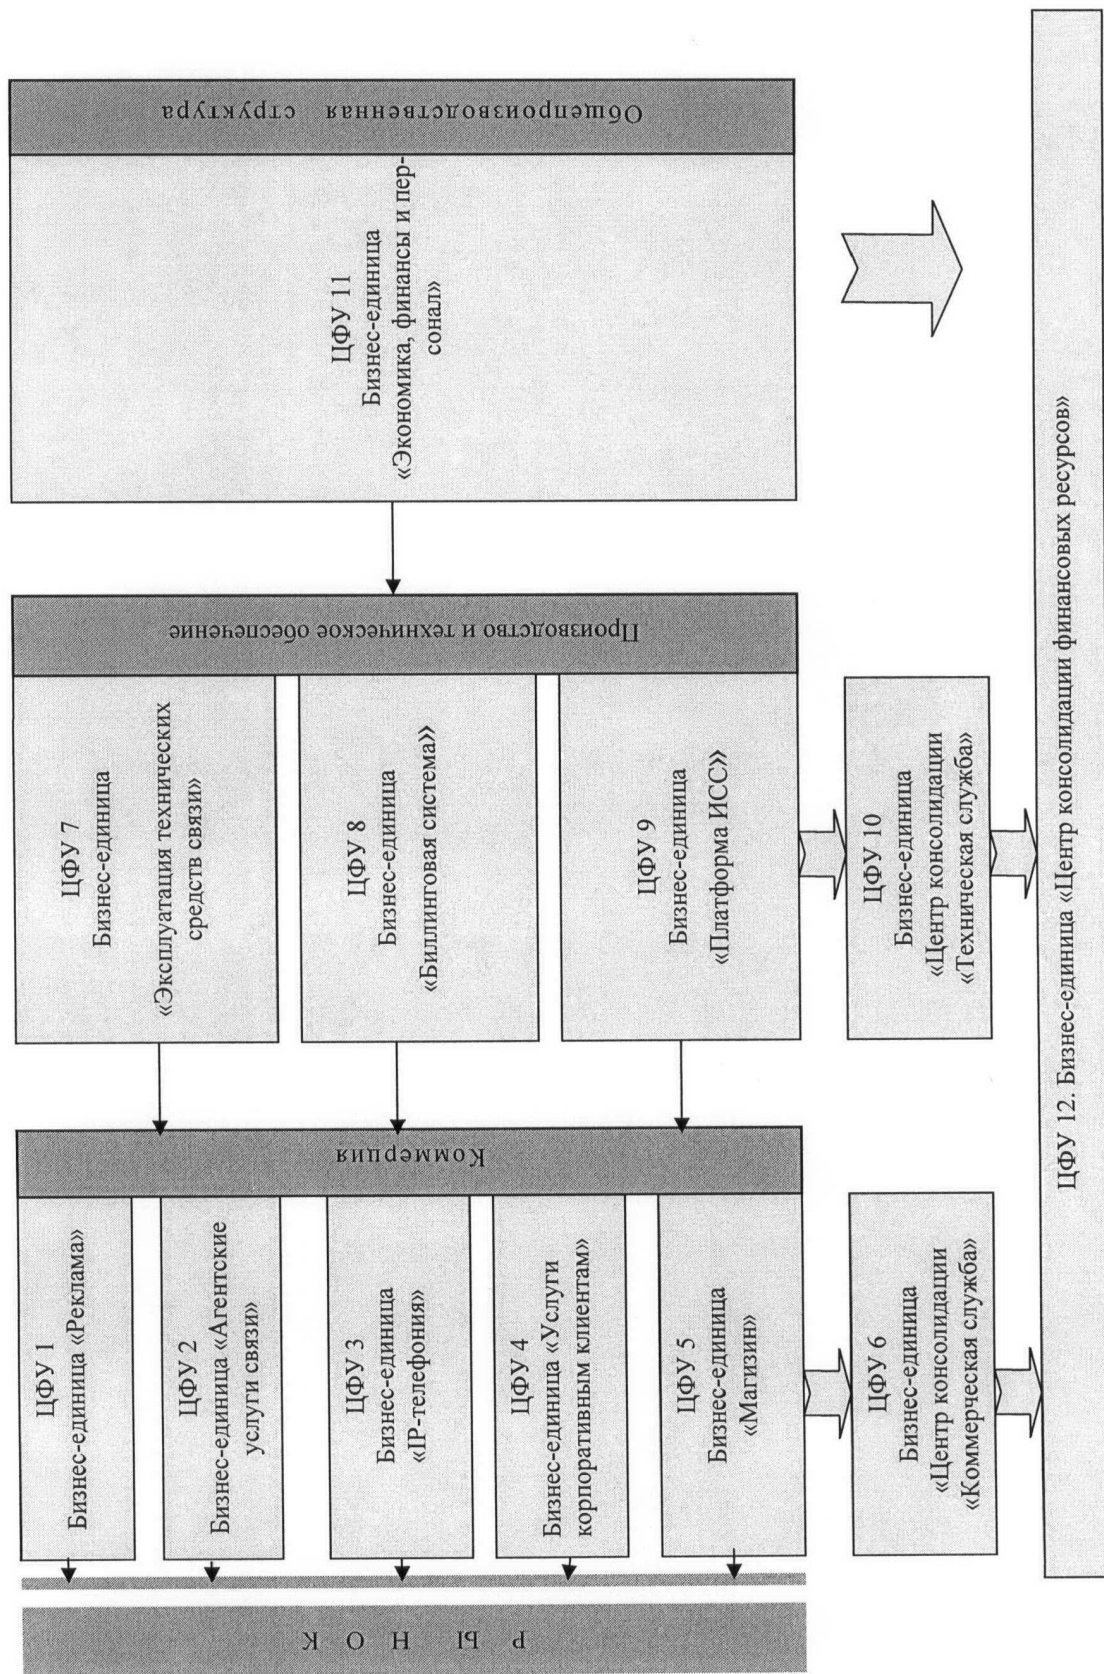 Р Ы Н О К
ЦФУ 1
Бизнес-единица «Реклама»
ЦФУ 2
Бизнес-единица «Агентские
услуги связи»
ЦФУ 3
Бизнес-единица
«IP-телефония»
ЦФУ 4
Бизнес-единица «Услуги
корпоративным клиентам»
ЦФУ 5
Бизнес-единица
«Магизин»
Коммерция
ЦФУ 6
Бизнес-единица
«Центр консолидации
«Коммерческая служба»
ЦФУ 7
Бизнес-единица
«Эксплуатация технических
средств связи»
ЦФУ 8
Бизнес-единица
«Биллинговая система»
ЦФУ 9
Бизнес-единица
«Платформа ИСС»
Производство и техническое обеспечение
ЦФУ 10
Бизнес-единица
«Центр консолидации
«Техническая служба»
ЦФУ 11
Бизнес-единица
«Экономика, финансы и пер-
сонал»
Общепроизводственная структура
ЦФУ 12. Бизнес-единица «Центр консолидации финансовых ресурсов»